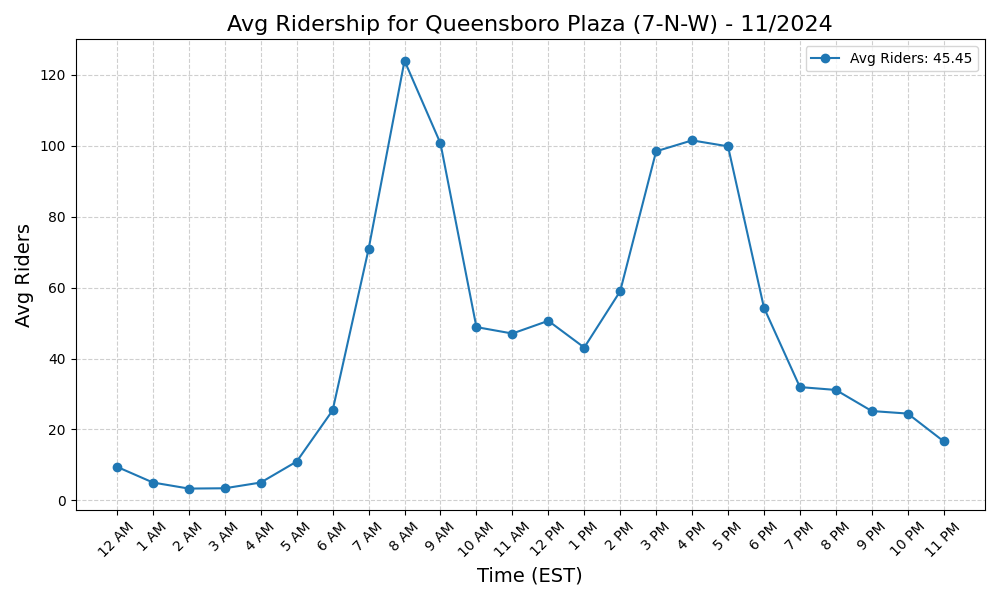 Avg Ridership for Queensboro Plaza (7-N-W) - 11/2024
Avg Riders: 45.45
Avg Riders
120
100
80
60
40
20
0
12 AM
1 AM
2 AM
3 AM
4 AM
5 AM
6 AM
7 AM
8 AM
9 AM
10 AM
11 AM
12 PM
1 PM
2 PM
3 PM
4 PM
5 PM
6 PM
7 PM
8 PM
9 PM
10 PM
11 PM
Time (EST)